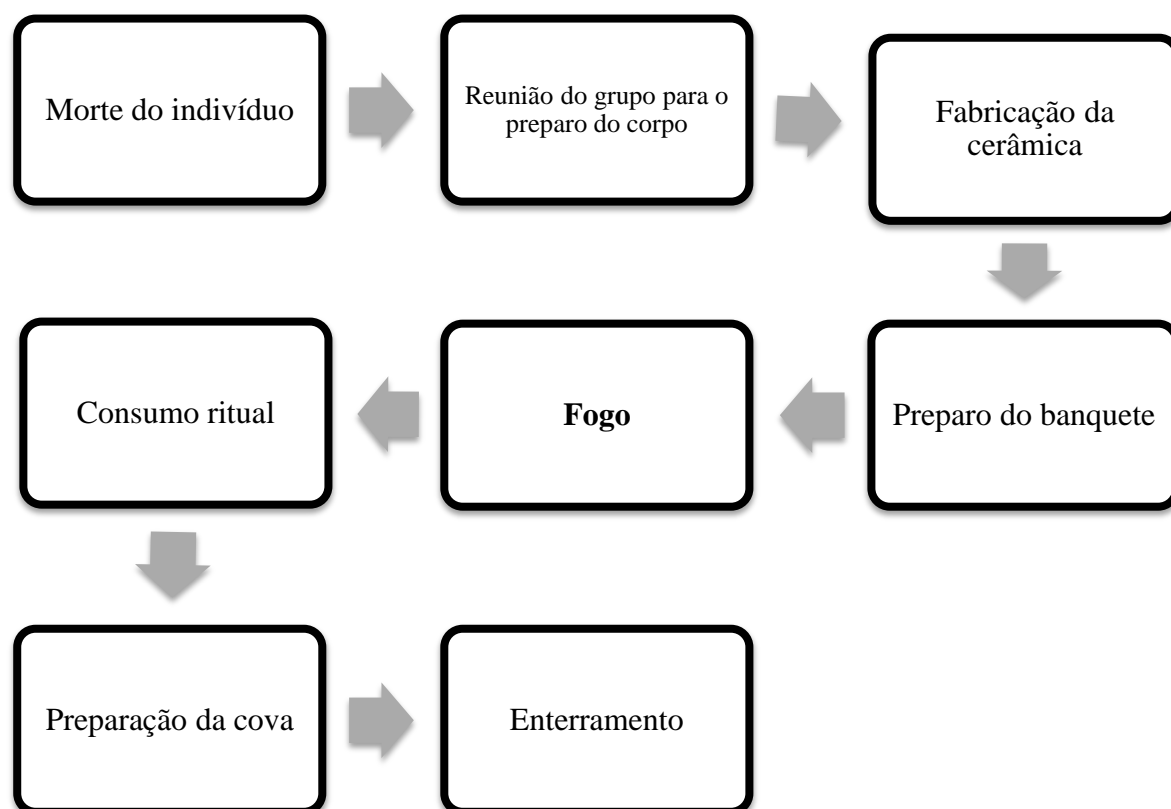 Morte do indivíduo
Reunião do grupo para o
preparo do corpo
Fabricação da
cerâmica
Preparo do banquete
Fogo
Consumo ritual
Preparação da cova
Enterramento